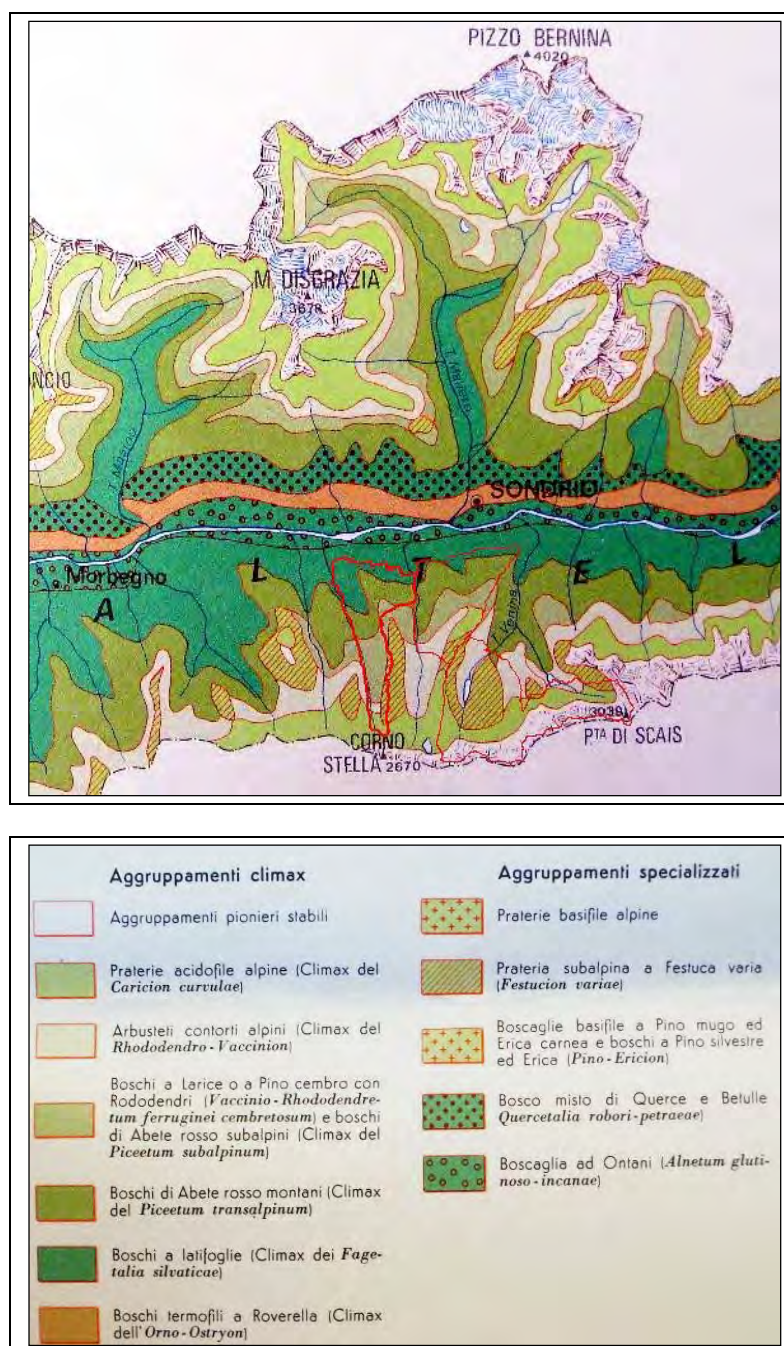 PIZZO BERNINA
4020
M. DISGRAZIA
3678
NCIO
T. Masino
T. Mallero
SONDRIO
Morbegno
A
L
T
E
L
T. Venina
CORNO
STELLA 2670
3039
PTA DI SCAIS
Aggruppamenti climax
Aggruppamenti pionieri stabili
Praterie acidofile alpine (Climax del
Caricion curvulae)
Arbusteti contorti alpini (Climax del
Rhododendro-Vaccinion)
Boschi a Larice o a Pino cembro con
Rododendri (Vaccinio-Rhododendre-
tum ferruginei cembretosum) e boschi
di Abete rosso subalpini (Climax del
Piceetum subalpinum)
Boschi di Abete rosso montani (Climax
del Piceetum transalpinum)
Boschi a latifoglie (Climax dei Fage-
talia silvaticae)
Boschi termofili a Roverella (Climax
dell'Orno-Ostryon)
Aggruppamenti specializzati
Praterie basifile alpine
Prateria subalpina a Festuca varia
(Festucion variae)
Boscaglie basifile a Pino mugo ed
Erica carnea e boschi a Pino silvestre
ed Erica (Pino-Ericion)
Bosco misto di Querce e Betulle
Quercetalia robori-petraeae)
Boscaglia ad Ontani (Alnetum gluti-
noso-incanae)